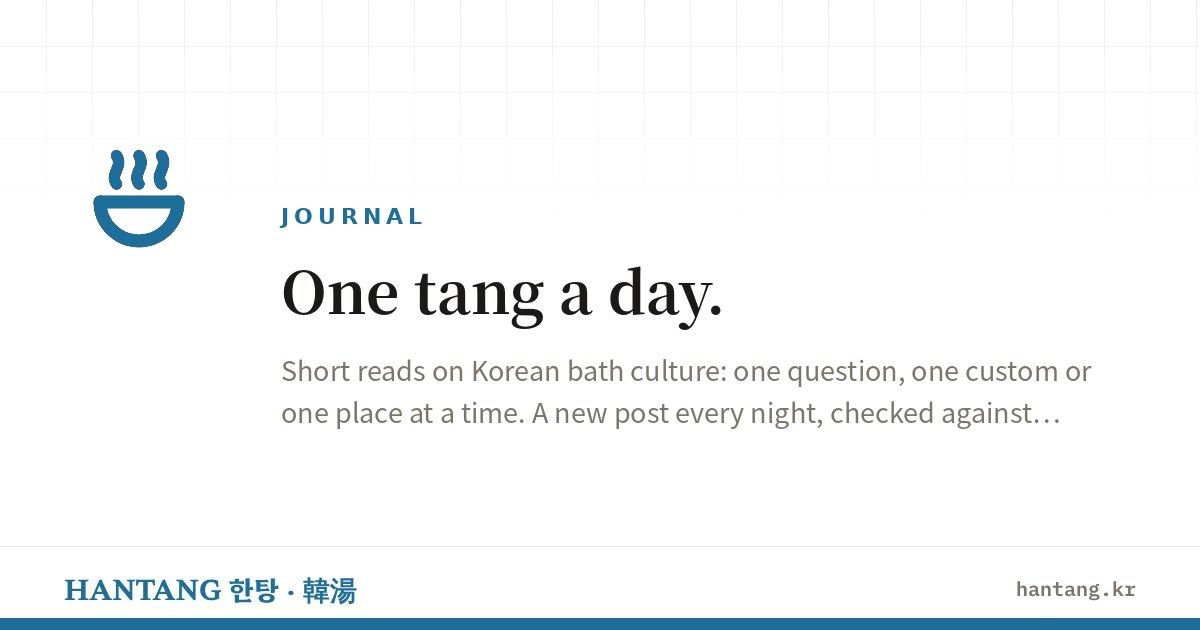 JOURNAL
One tang a day.
Short reads on Korean bath culture: one question, one custom or
one place at a time. A new post every night, checked against…
HANTANG 한탕 · 韓湯
hantang.kr